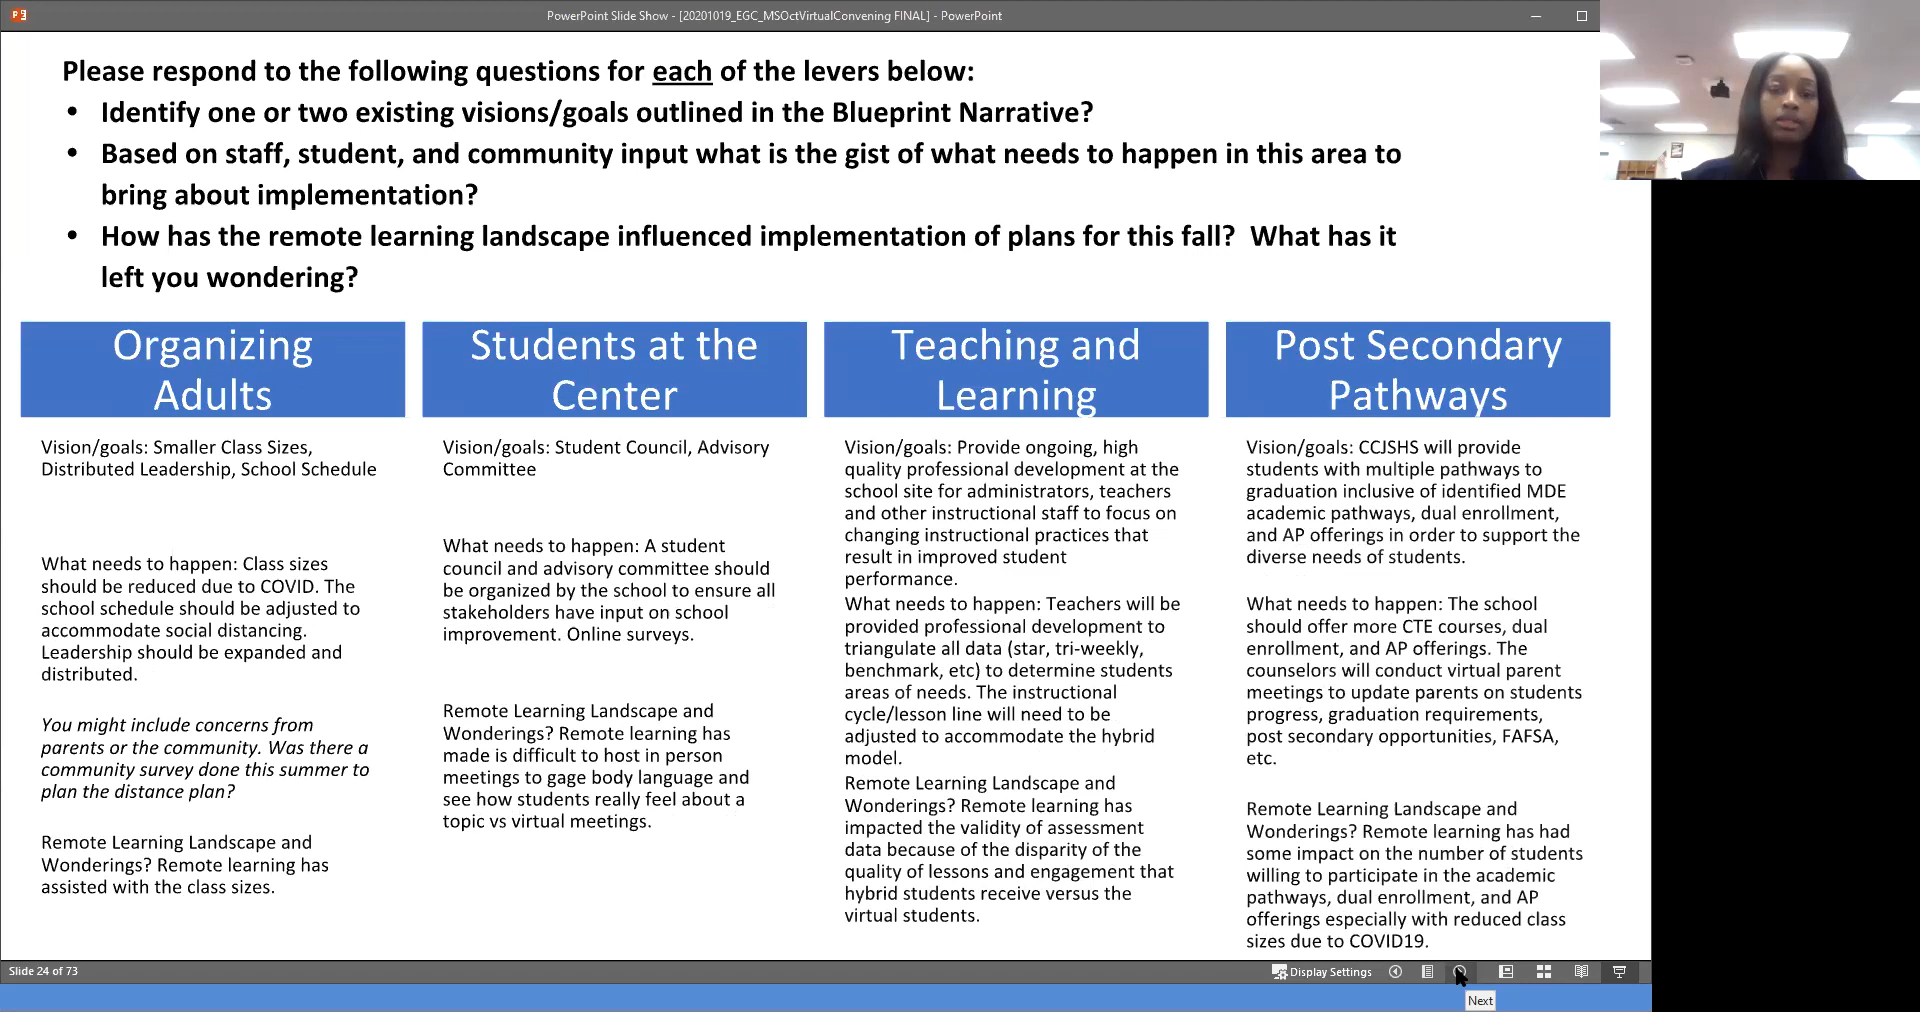 PowerPoint Slide Show - [20201019_EGC_MSOctVirtualConvening FINAL] - PowerPoint
Please respond to the following questions for each of the levers below:
• Identify one or two existing visions/goals outlined in the Blueprint Narrative?
• Based on staff, student, and community input what is the gist of what needs to happen in this area to
bring about implementation?
• How has the remote learning landscape influenced implementation of plans for this fall?  What has it
left you wondering?
Organizing
Adults
Vision/goals: Smaller Class Sizes,
Distributed Leadership, School Schedule
What needs to happen: Class sizes
should be reduced due to COVID. The
school schedule should be adjusted to
accommodate social distancing.
Leadership should be expanded and
distributed.
You might include concerns from
parents or the community. Was there a
community survey done this summer to
plan the distance plan?
Remote Learning Landscape and
Wonderings? Remote learning has
assisted with the class sizes.
Students at the
Center
Vision/goals: Student Council, Advisory
Committee
What needs to happen: A student
council and advisory committee should
be organized by the school to ensure all
stakeholders have input on school
improvement. Online surveys.
Remote Learning Landscape and
Wonderings? Remote learning has
made is difficult to host in person
meetings to gage body language and
see how students really feel about a
topic vs virtual meetings.
Teaching and
Learning
Vision/goals: Provide ongoing, high
quality professional development at the
school site for administrators, teachers
and other instructional staff to focus on
changing instructional practices that
result in improved student
performance.
What needs to happen: Teachers will be
provided professional development to
triangulate all data (star, tri-weekly,
benchmark, etc) to determine students
areas of needs. The instructional
cycle/lesson line will need to be
adjusted to accommodate the hybrid
model.
Remote Learning Landscape and
Wonderings? Remote learning has
impacted the validity of assessment
data because of the disparity of the
quality of lessons and engagement that
hybrid students receive versus the
virtual students.
Post Secondary
Pathways
Vision/goals: CCJSHS will provide
students with multiple pathways to
graduation inclusive of identified MDE
academic pathways, dual enrollment,
and AP offerings in order to support the
diverse needs of students.
What needs to happen: The school
should offer more CTE courses, dual
enrollment, and AP offerings. The
counselors will conduct virtual parent
meetings to update parents on students
progress, graduation requirements,
post secondary opportunities, FAFSA,
etc.
Remote Learning Landscape and
Wonderings? Remote learning has had
some impact on the number of students
willing to participate in the academic
pathways, dual enrollment, and AP
offerings especially with reduced class
sizes due to COVID19.
Slide 24 of 73
Display Settings
Next